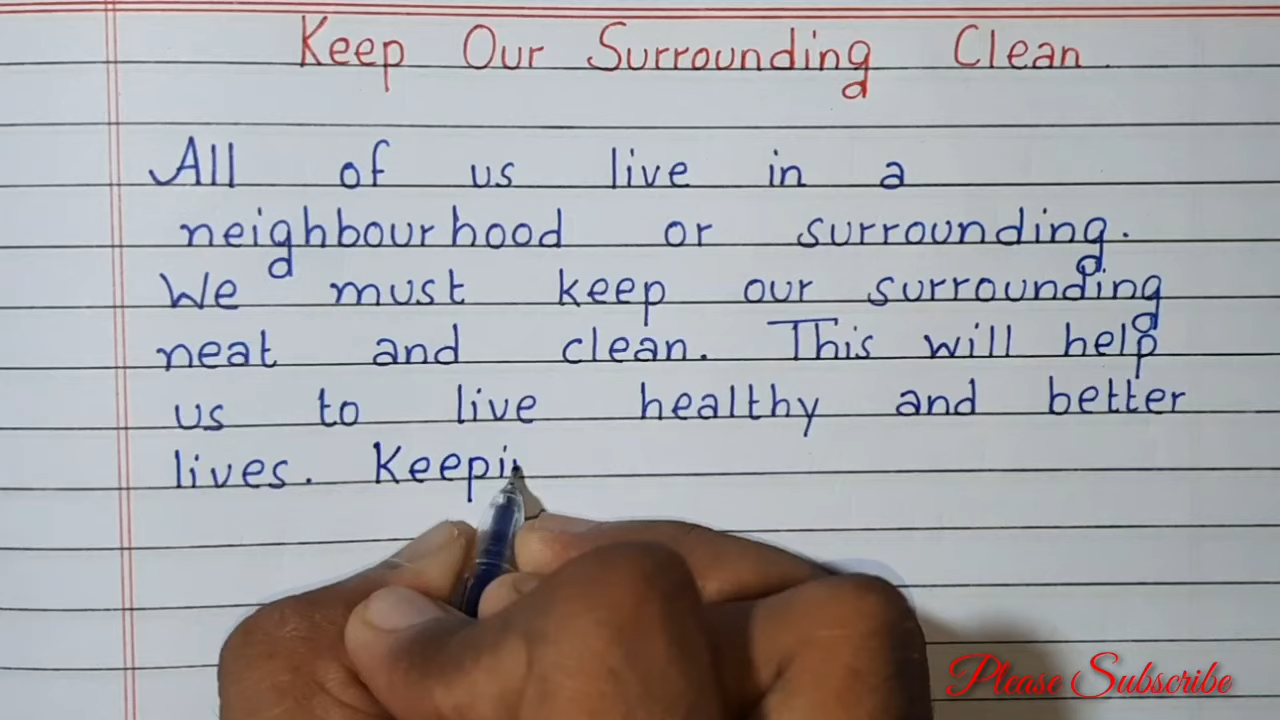 Keep Our Surrounding Clean
All of us live in a
neighbourhood or surrounding.
We must keep our surrounding
neat and clean. This will help
us to live healthy and better
lives. Keepi
Please Subscribe